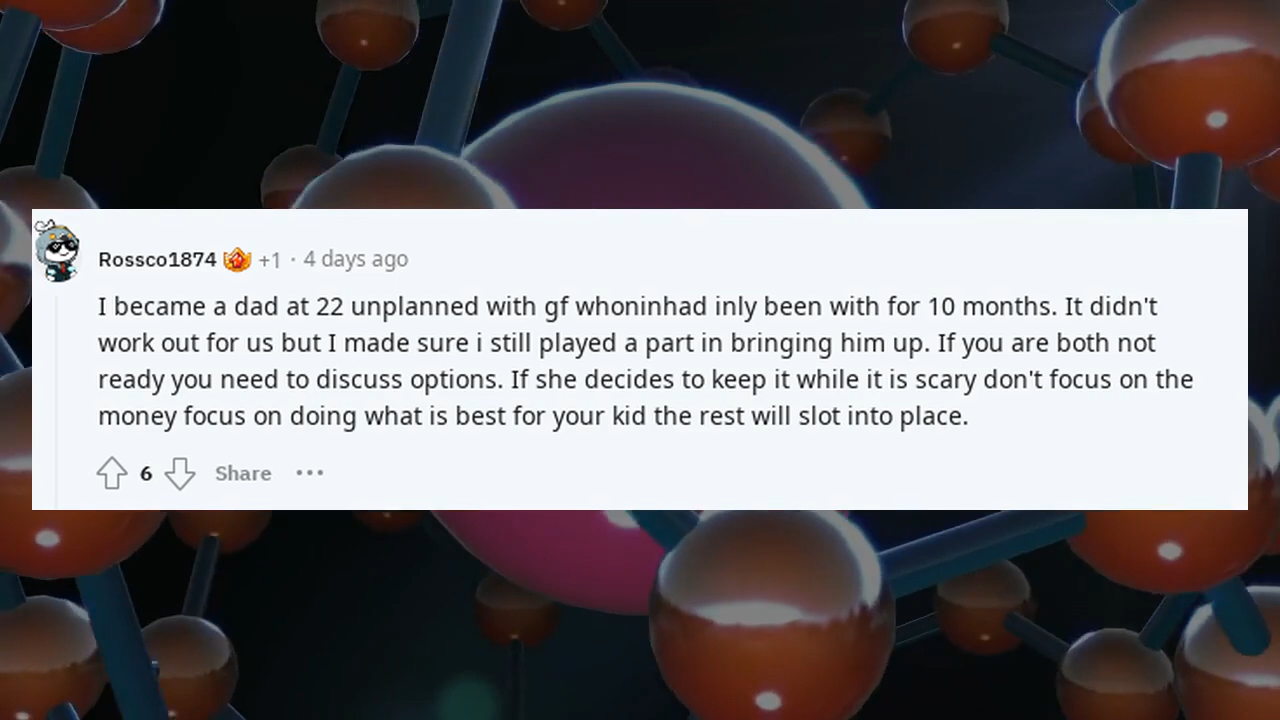 Rossco1874 +1 · 4 days ago
I became a dad at 22 unplanned with gf whoninhad inly been with for 10 months. It didn't
work out for us but I made sure i still played a part in bringing him up. If you are both not
ready you need to discuss options. If she decides to keep it while it is scary don't focus on the
money focus on doing what is best for your kid the rest will slot into place.
6 Share ···